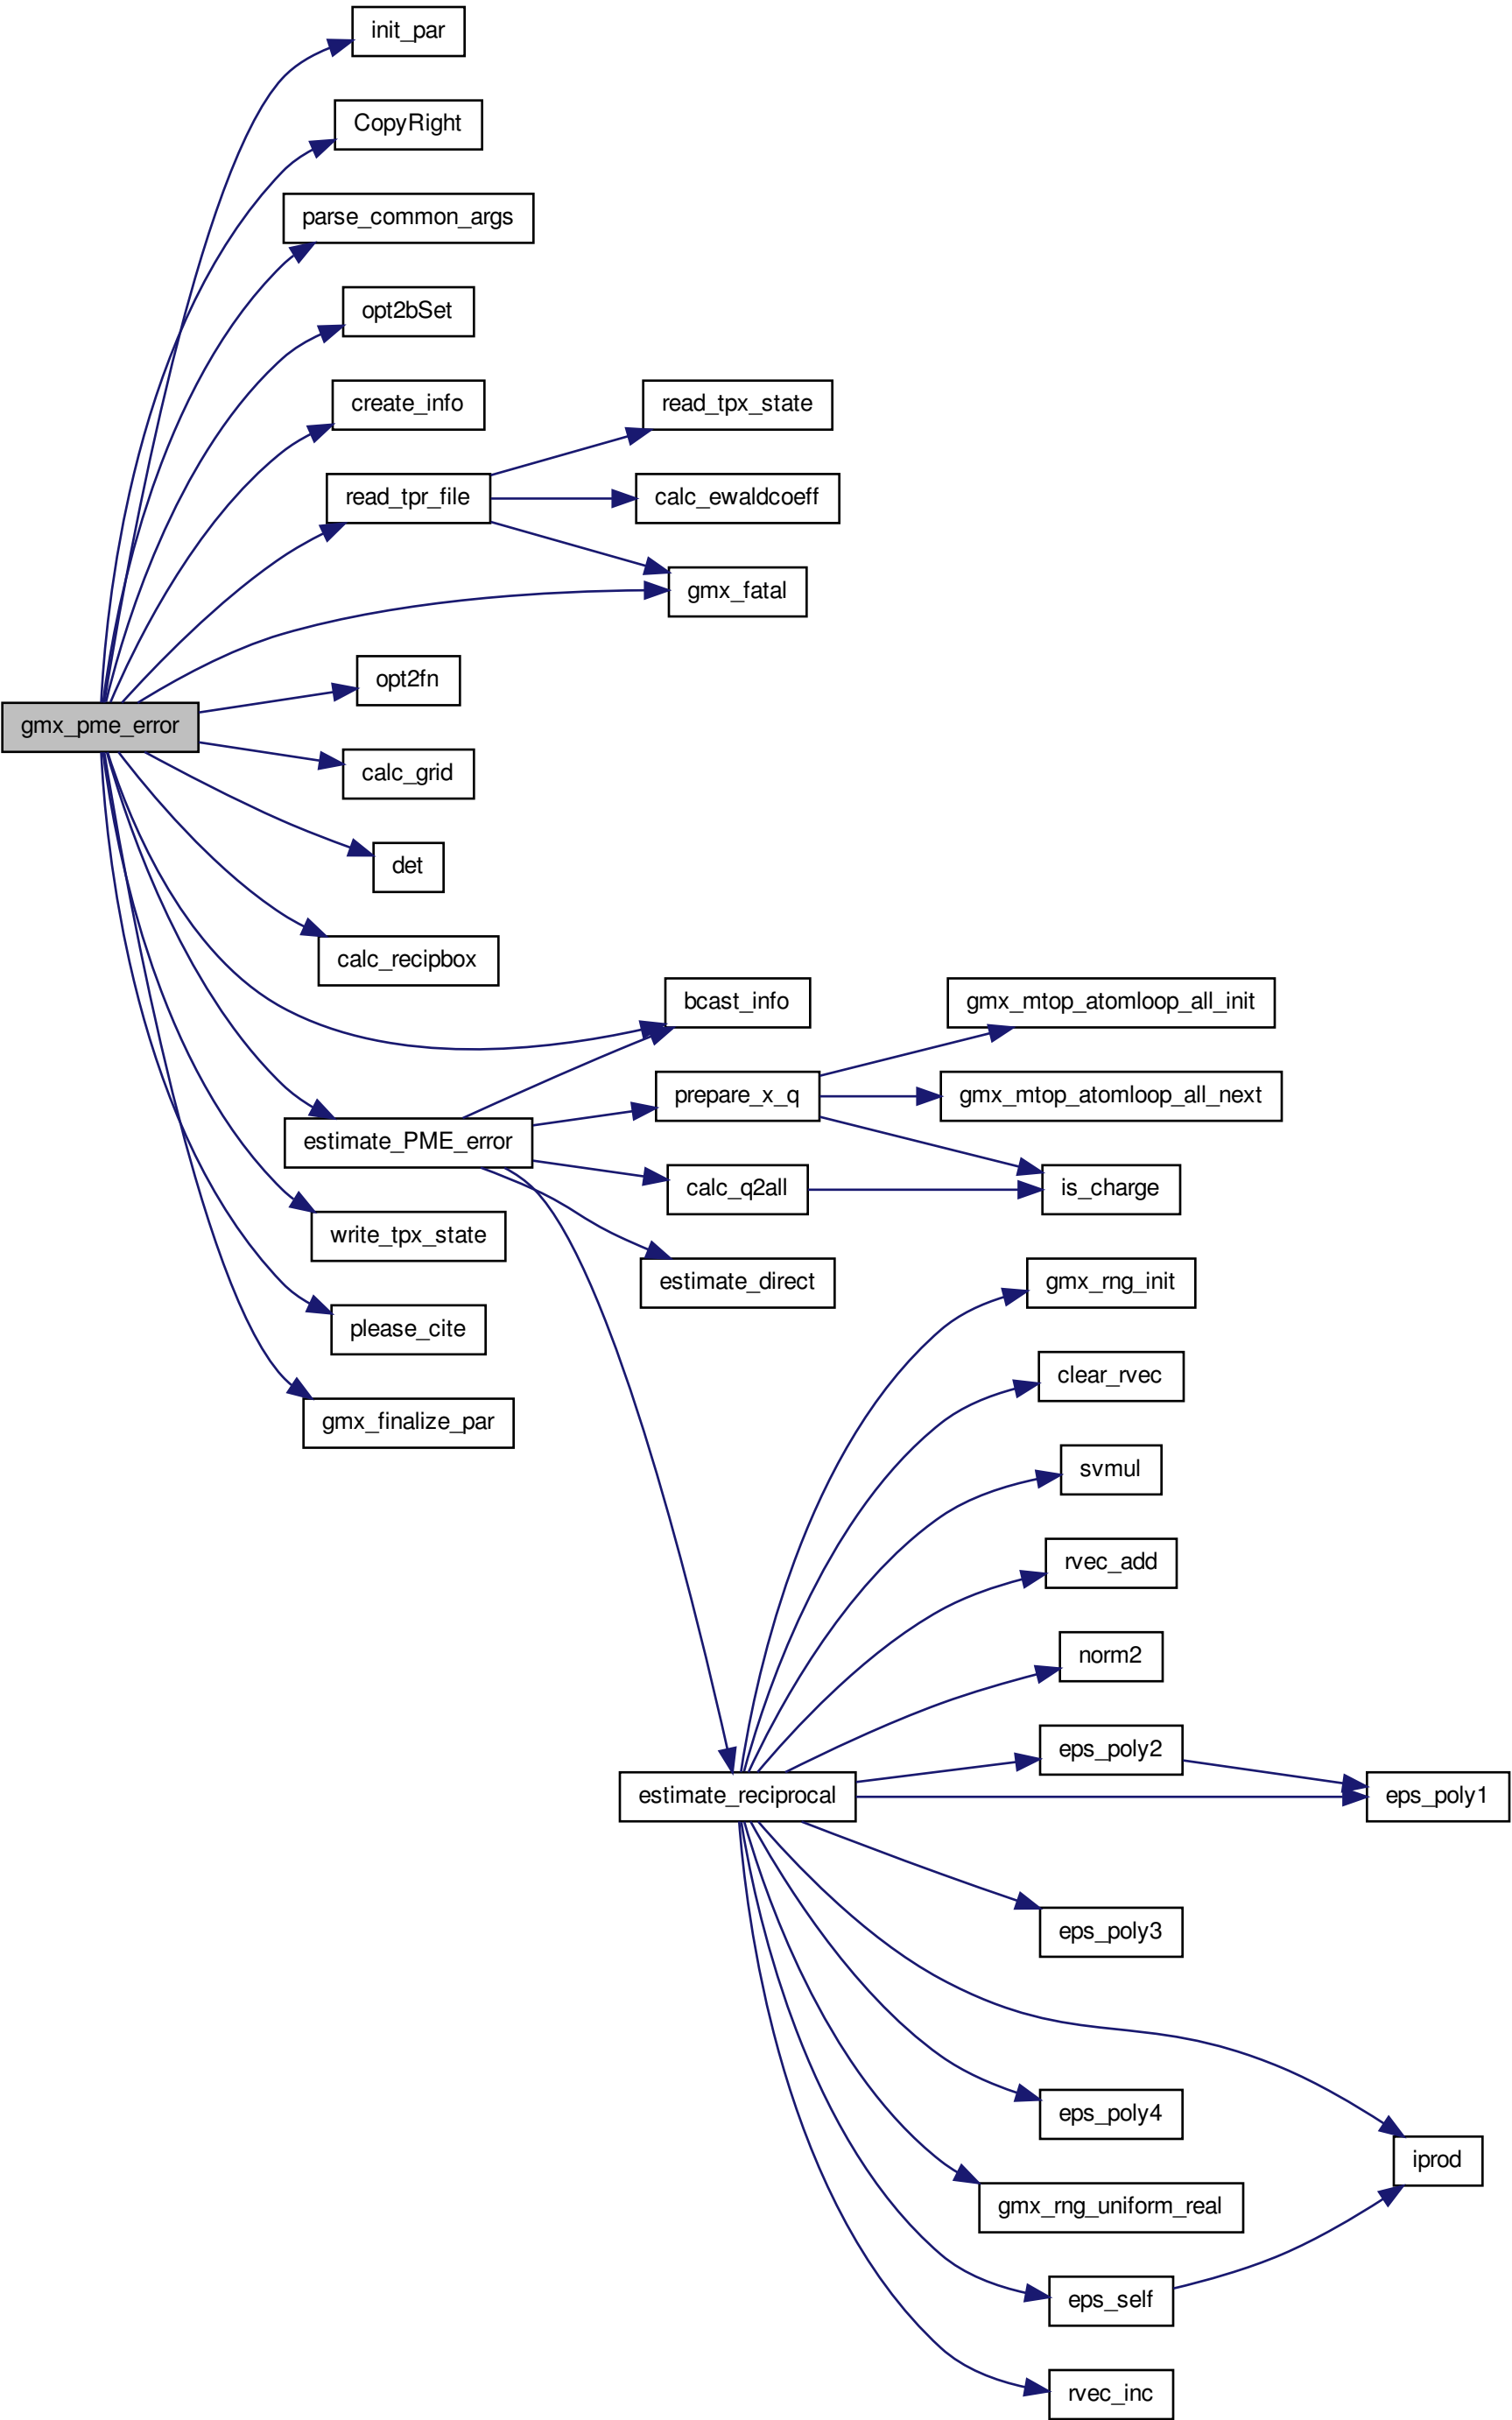 init_par
CopyRight
parse_common_args
opt2bSet
create_info
read_tpx_state
read_tpr_file
calc_ewaldcoeff
gmx_fatal
opt2fn
gmx_pme_error
calc_grid
det
calc_recipbox
bcast_info
gmx_mtop_atomloop_all_init
prepare_x_q
gmx_mtop_atomloop_all_next
estimate_PME_error
calc_q2all
is_charge
write_tpx_state
estimate_direct
gmx_rng_init
please_cite
clear_rvec
gmx_finalize_par
svmul
rvec_add
norm2
eps_poly2
estimate_reciprocal
eps_poly1
eps_poly3
eps_poly4
iprod
gmx_rng_uniform_real
eps_self
rvec_inc